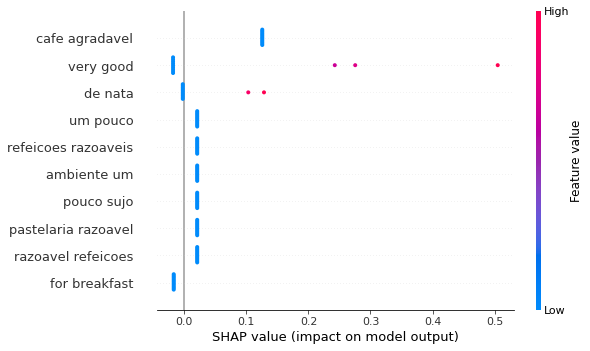 High
cafe agradavel
very good
de nata
um pouco
refeicoes razoaveis
ambiente um
pouco sujo
pastelaria razoavel
razoavel refeicoes
for breakfast
Feature value
Low
0.0 0.1 0.2 0.3 0.4 0.5
SHAP value (impact on model output)